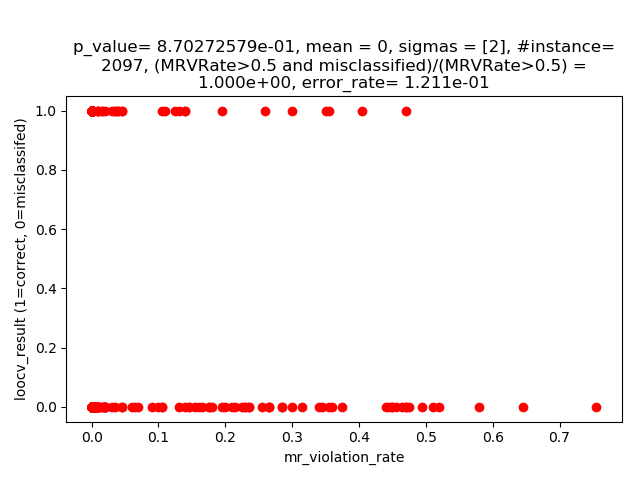 p_value= 8.70272579e-01, mean = 0, sigmas = [2], #instance=
2097, (MRVRate>0.5 and misclassified)/(MRVRate>0.5) =
1.000e+00, error_rate= 1.211e-01
1.0
0.8
0.6
0.4
0.2
0.0
loocv_result (1=correct, 0=misclassifed)
0.0 0.1 0.2 0.3 0.4 0.5 0.6 0.7
mr_violation_rate